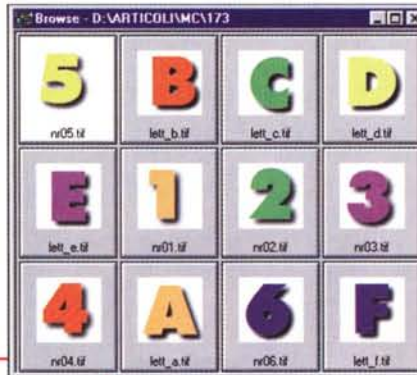 Browse - D:\ARTICOLI\MC\173
5 B C D
nr05.tif lett_b.tif lett_c.tif lett_d.tif
E 1 2 3
lett_e.tif nr01.tif nr02.tif nr03.tif
4 A 6 F
nr04.tif lett_a.tif nr06.tif lett_f.tif